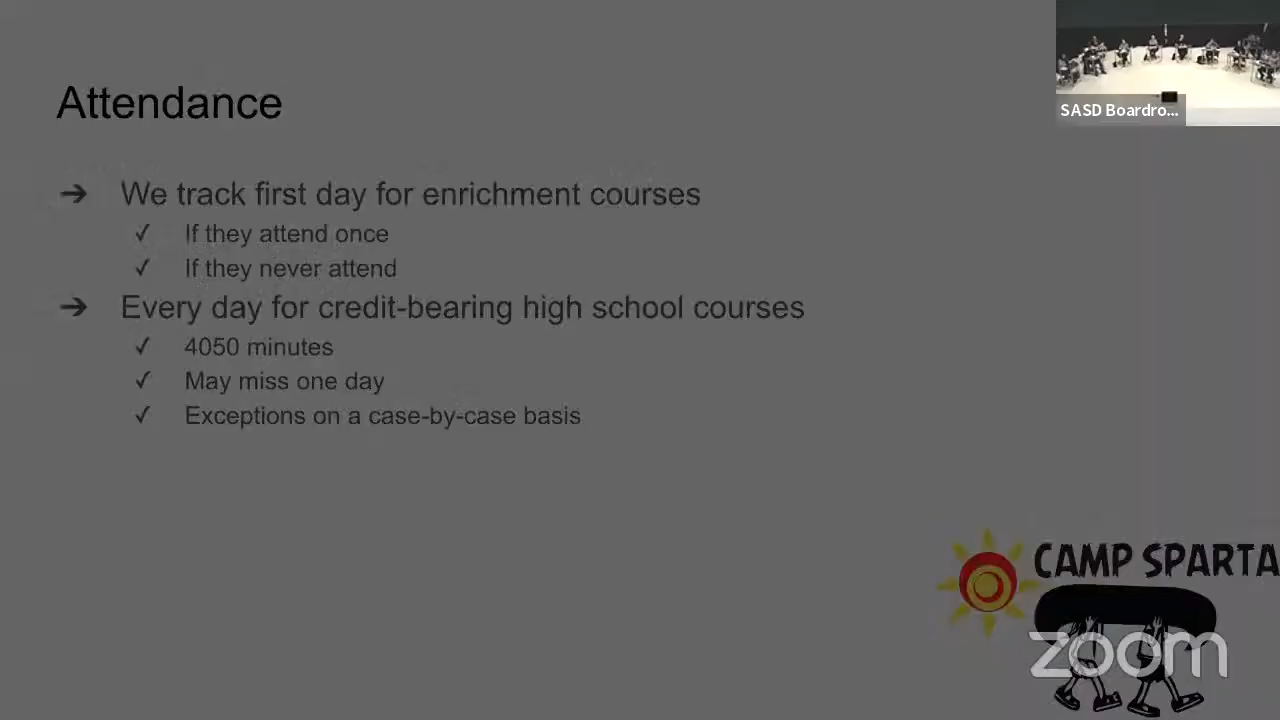 SASD Boardro...
Attendance
➔ We track first day for enrichment courses
✓ If they attend once
✓ If they never attend
➔ Every day for credit-bearing high school courses
✓ 4050 minutes
✓ May miss one day
✓ Exceptions on a case-by-case basis
CAMP SPARTA
zoom